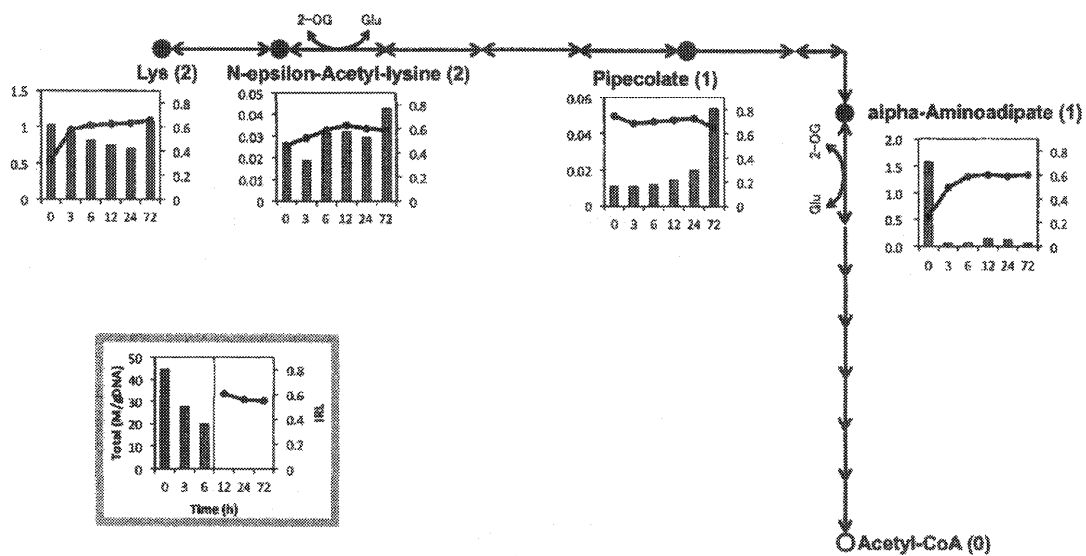 2-OG Glu
Lys (2) N-epsilon-Acetyl-lysine (2) Pipecolate (1)
alpha-Aminoadipate (1)
1.5 1 0.5 0
0.8 0.6 0.4 0.2 0
0 3 6 12 24 72
0.05 0.04 0.03 0.02 0.01 0.00
0.8 0.6 0.4 0.2 0
0 3 6 12 24 72
0.06 0.04 0.02 0
0.8 0.6 0.4 0.2 0
0 3 6 12 24 72
2-OG
Glu
2.0 1.5 1.0 0.5 0.0
0.8 0.6 0.4 0.2 0
0 3 6 12 24 72
Total (M/gDNA)
50 40 30 20 10 0
0.8 0.6 0.4 0.2 0
IRL
0 3 6 12 24 72
Time (h)
Acetyl-CoA (0)